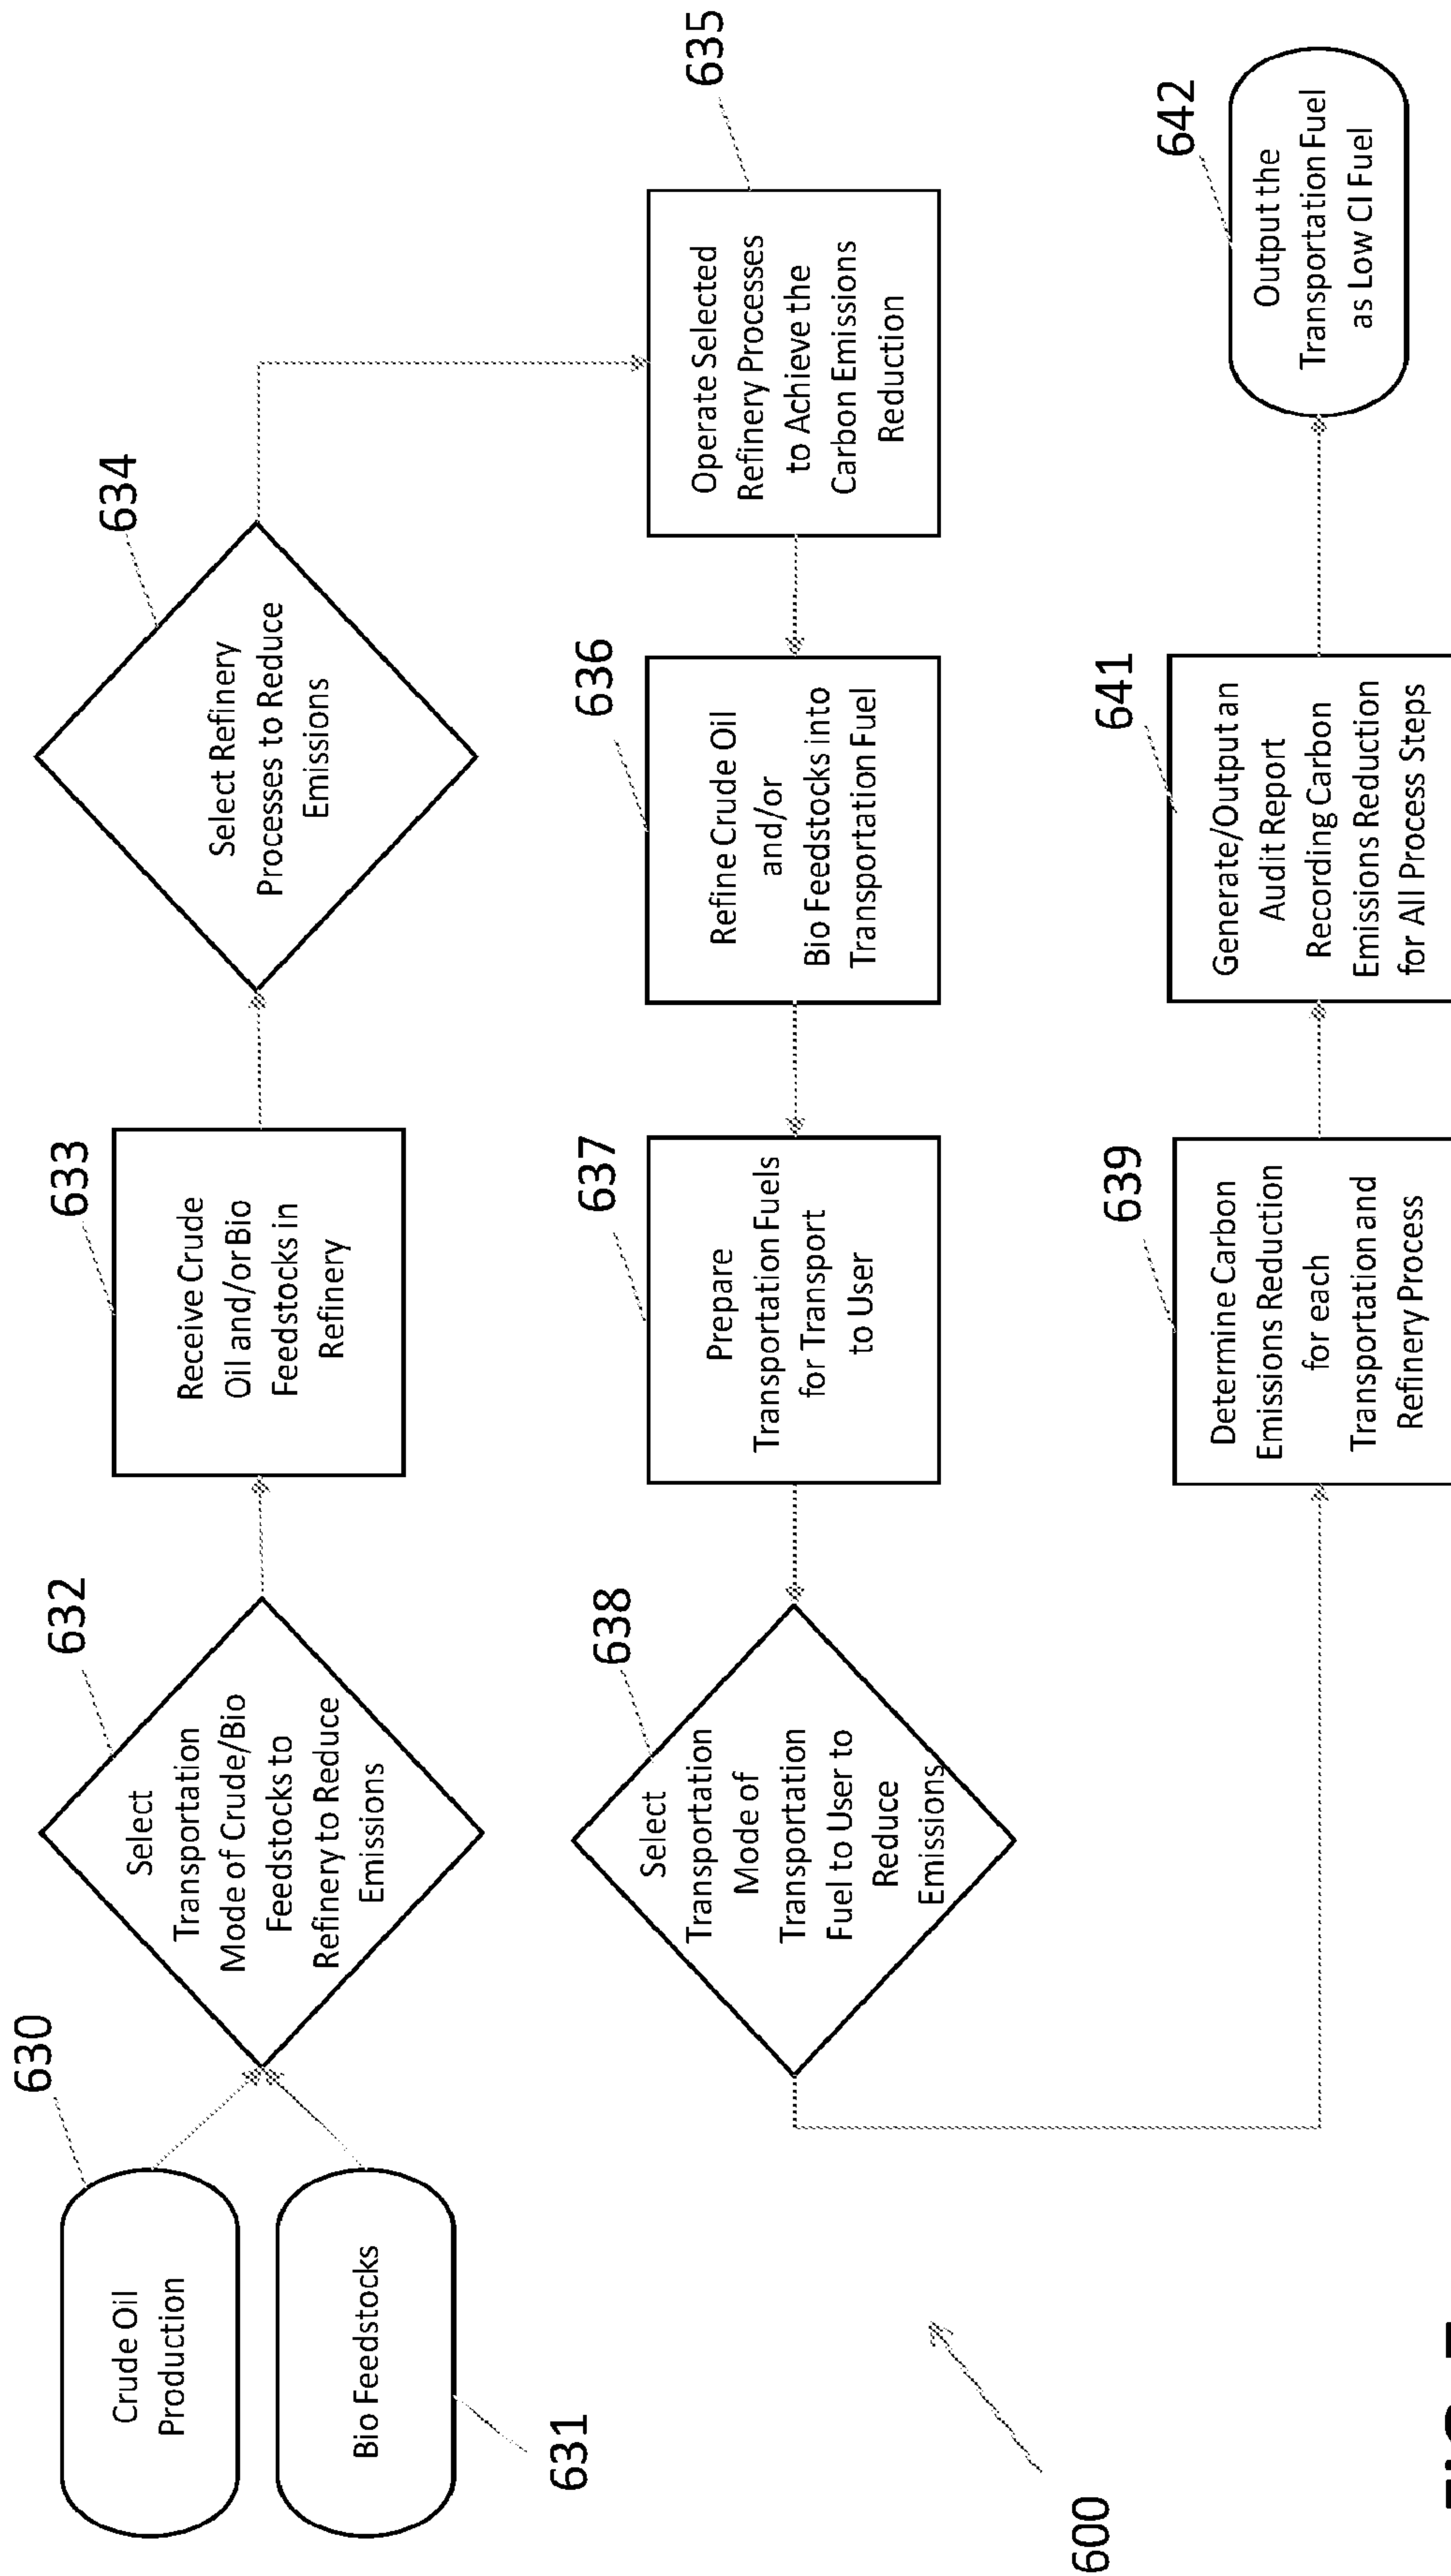 630
Crude Oil
Production
Bio Feedstocks
631
632
Select
Transportation
Mode of Crude/Bio
Feedstocks to
Refinery to Reduce
Emissions
633
Receive Crude
Oil and/or Bio
Feedstocks in
Refinery
634
Select Refinery
Processes to Reduce
Emissions
635
Operate Selected
Refinery Processes
to Achieve the
Carbon Emissions
Reduction
636
Refine Crude Oil
and/or
Bio Feedstocks into
Transportation Fuel
637
Prepare
Transportation Fuels
for Transport
to User
638
Select
Transportation
Mode of
Transportation
Fuel to User to
Reduce
Emissions
639
Determine Carbon
Emissions Reduction
for each
Transportation and
Refinery Process
641
Generate/Output an
Audit Report
Recording Carbon
Emissions Reduction
for All Process Steps
642
Output the
Transportation Fuel
as Low CI Fuel
600